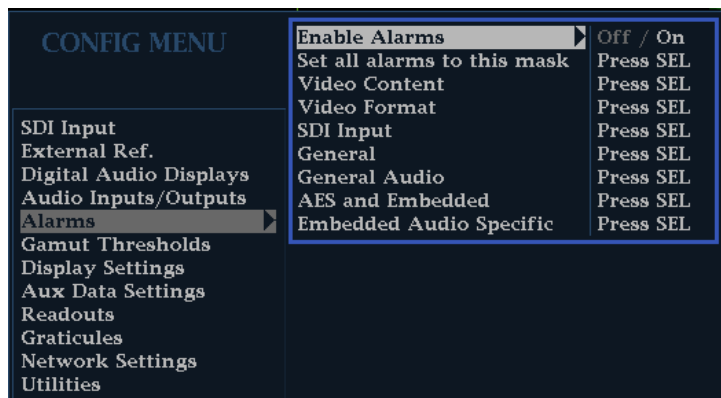 CONFIG MENU
SDI Input
External Ref.
Digital Audio Displays
Audio Inputs/Outputs
Alarms
Gamut Thresholds
Display Settings
Aux Data Settings
Readouts
Graticules
Network Settings
Utilities
Enable Alarms Off / On
Set all alarms to this mask Press SEL
Video Content Press SEL
Video Format Press SEL
SDI Input Press SEL
General Press SEL
General Audio Press SEL
AES and Embedded Press SEL
Embedded Audio Specific Press SEL